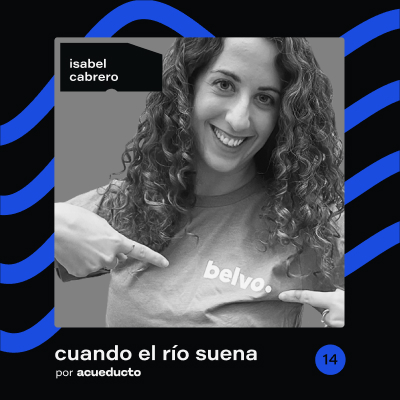 isabel
cabrero
belvo.
cuando el río suena
14
por acueducto